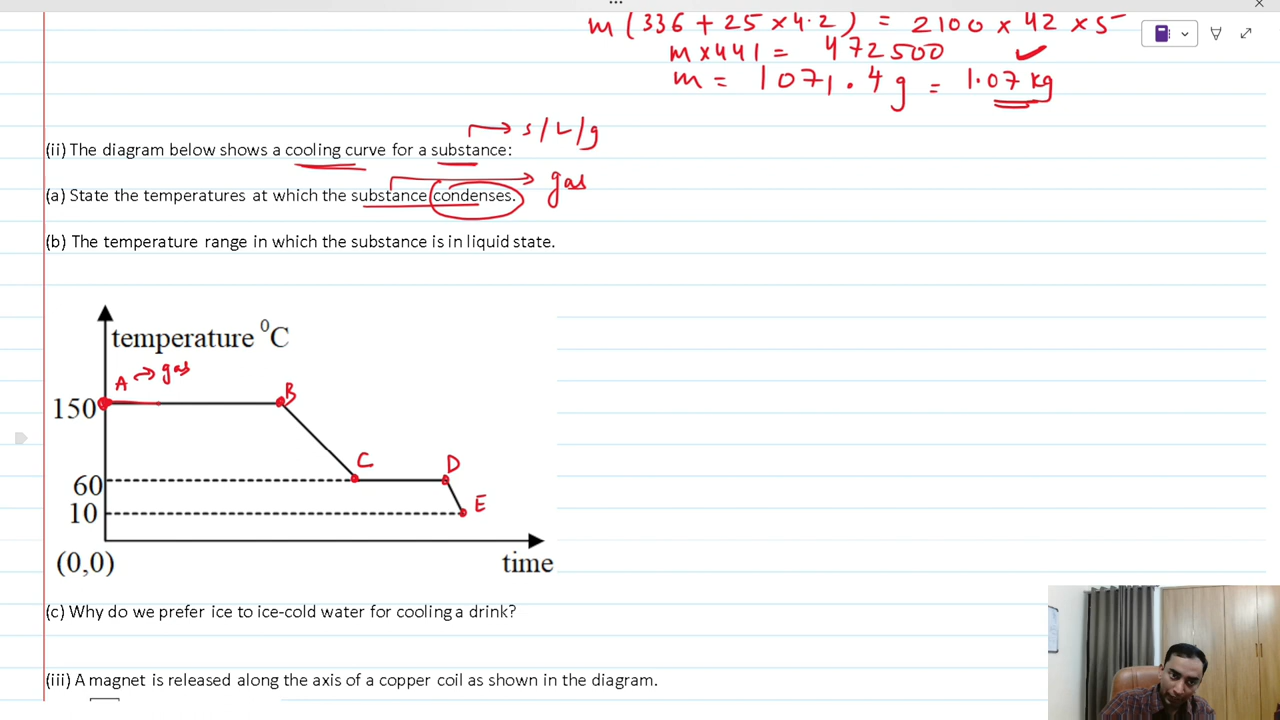 m (336 + 25 × 4.2) = 2100 × 42 × 5
m × 441 = 472500 ✓
m = 1071.4 g = 1.07 kg
→ s/L/g
(ii) The diagram below shows a cooling curve for a substance:
→ gas
(a) State the temperatures at which the substance condenses.
(b) The temperature range in which the substance is in liquid state.
temperature ⁰C
A → gas
150
B
C
D
60
E
10
(0,0)
time
(c) Why do we prefer ice to ice-cold water for cooling a drink?
(iii) A magnet is released along the axis of a copper coil as shown in the diagram.